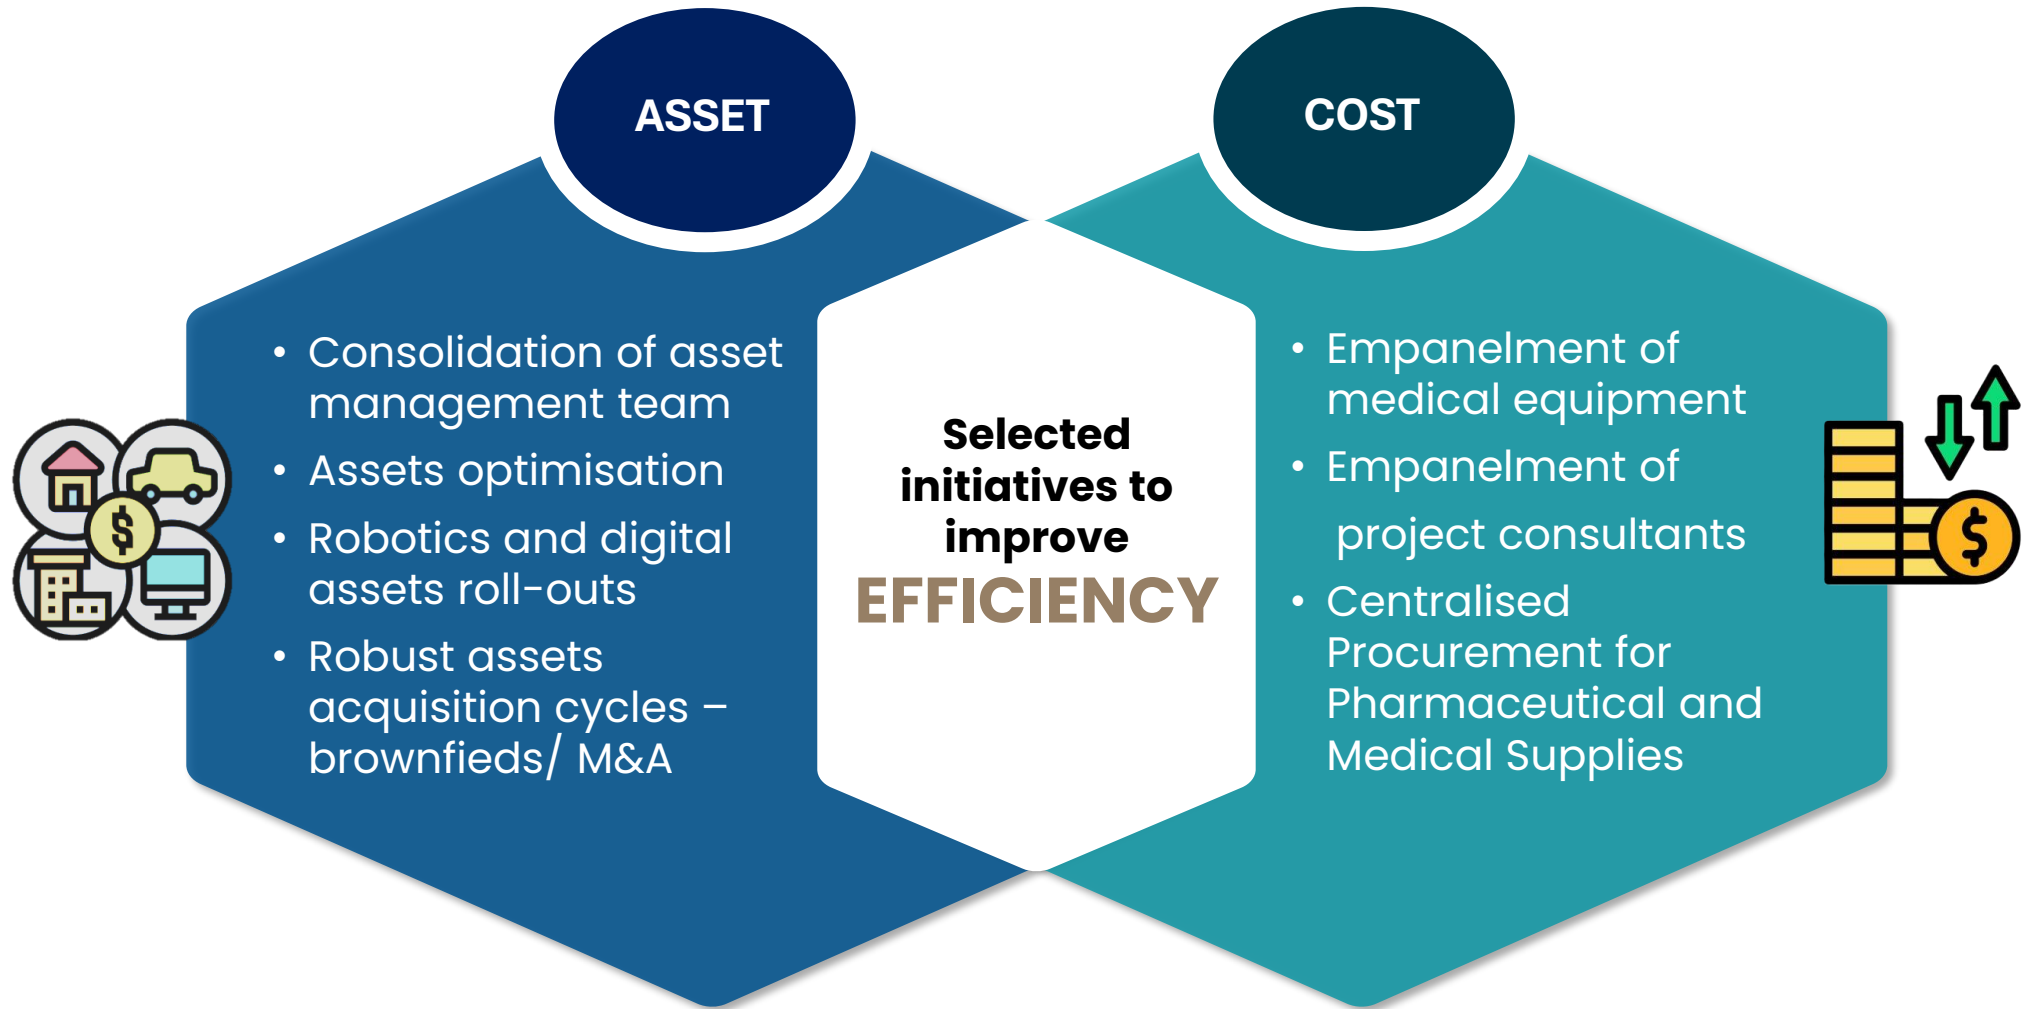 ASSET
• Consolidation of asset
management team
• Assets optimisation
• Robotics and digital
assets roll-outs
• Robust assets
acquisition cycles –
brownfieds/ M&A
Selected
initiatives to
improve
EFFICIENCY
COST
• Empanelment of
medical equipment
• Empanelment of
project consultants
• Centralised
Procurement for
Pharmaceutical and
Medical Supplies
$
$